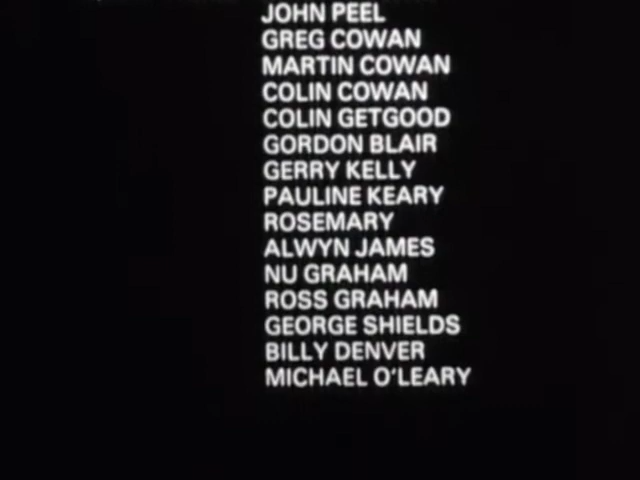 JOHN PEEL
GREG COWAN
MARTIN COWAN
COLIN COWAN
COLIN GETGOOD
GORDON BLAIR
GERRY KELLY
PAULINE KEARY
ROSEMARY
ALWYN JAMES
NU GRAHAM
ROSS GRAHAM
GEORGE SHIELDS
BILLY DENVER
MICHAEL O'LEARY